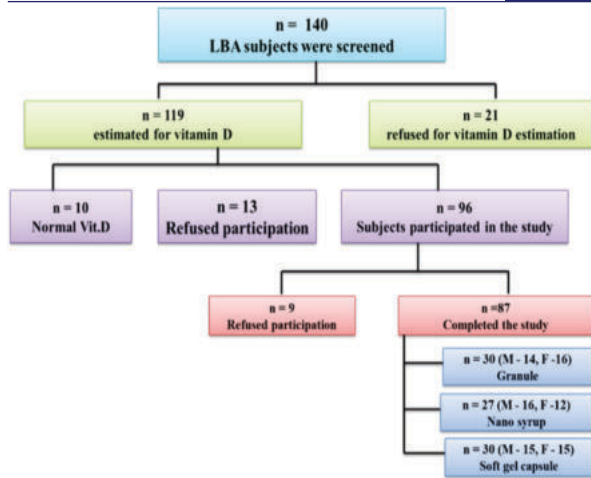 n = 140
LBA subjects were screened
n = 119
estimated for vitamin D
n = 21
refused for vitamin D estimation
n = 10
Normal Vit.D
n = 13
Refused participation
n = 96
Subjects participated in the study
n = 9
Refused participation
n =87
Completed the study
n = 30 (M - 14, F -16)
Granule
n = 27 (M - 16, F -12)
Nano syrup
n = 30 (M - 15, F - 15)
Soft gel capsule